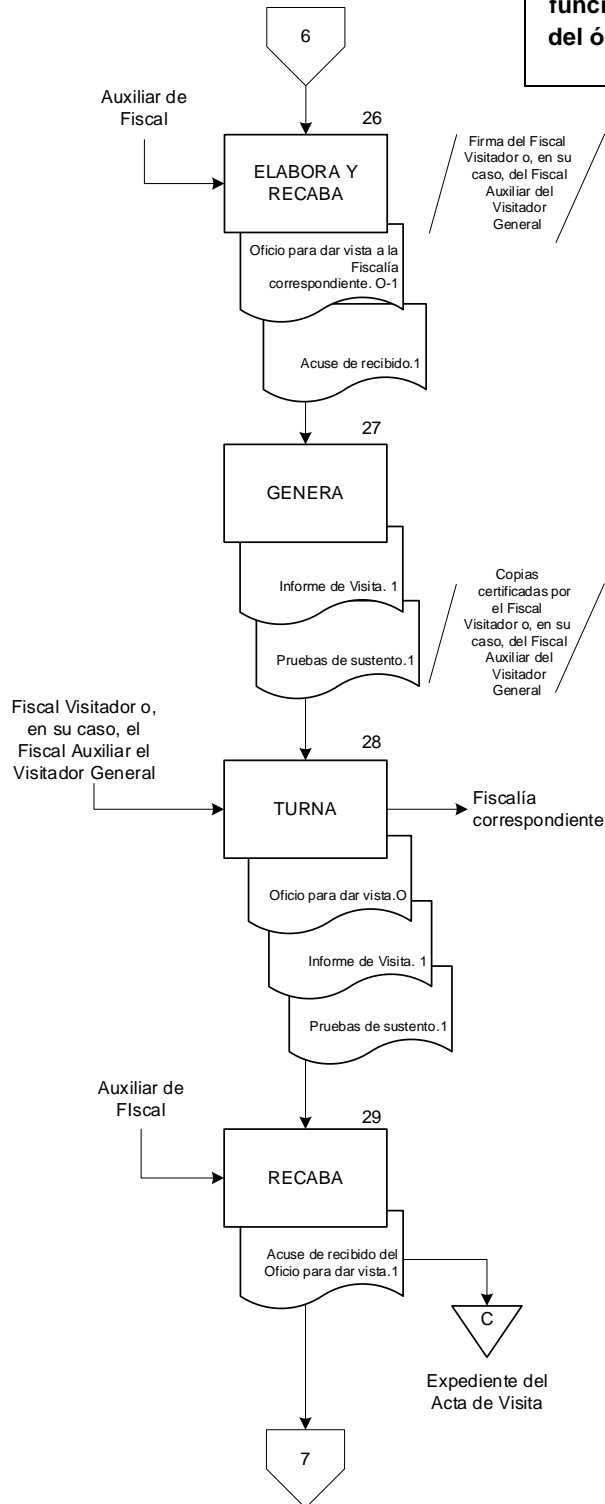 funci
del ó
6
Auxiliar de
Fiscal
26
ELABORA Y
RECABA
Firma del Fiscal
Visitador o, en su
caso, del Fiscal
Auxiliar del
Visitador
General
Oficio para dar vista a la
Fiscalía
correspondiente. O-1
Acuse de recibido.1
27
GENERA
Informe de Visita. 1
Pruebas de sustento.1
Copias
certificadas por
el Fiscal
Visitador o, en su
caso, del Fiscal
Auxiliar del
Visitador
General
Fiscal Visitador o,
en su caso, el
Fiscal Auxiliar el
Visitador General
28
TURNA
Fiscalía
correspondiente
Oficio para dar vista.O
Informe de Visita. 1
Pruebas de sustento.1
Auxiliar de
FIscal
29
RECABA
Acuse de recibido del
Oficio para dar vista.1
C
Expediente del
Acta de Visita
7